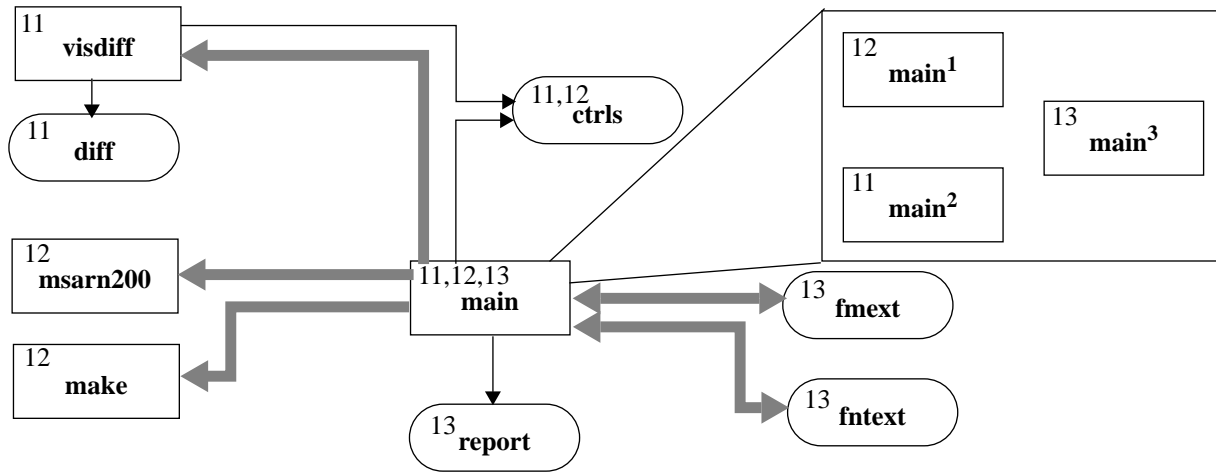 11
visdiff
11
diff
11,12
ctrls
12
main1
13
main3
11
main2
12
msarn200
11,12,13
main
13
fmext
12
make
13
report
13
fntext